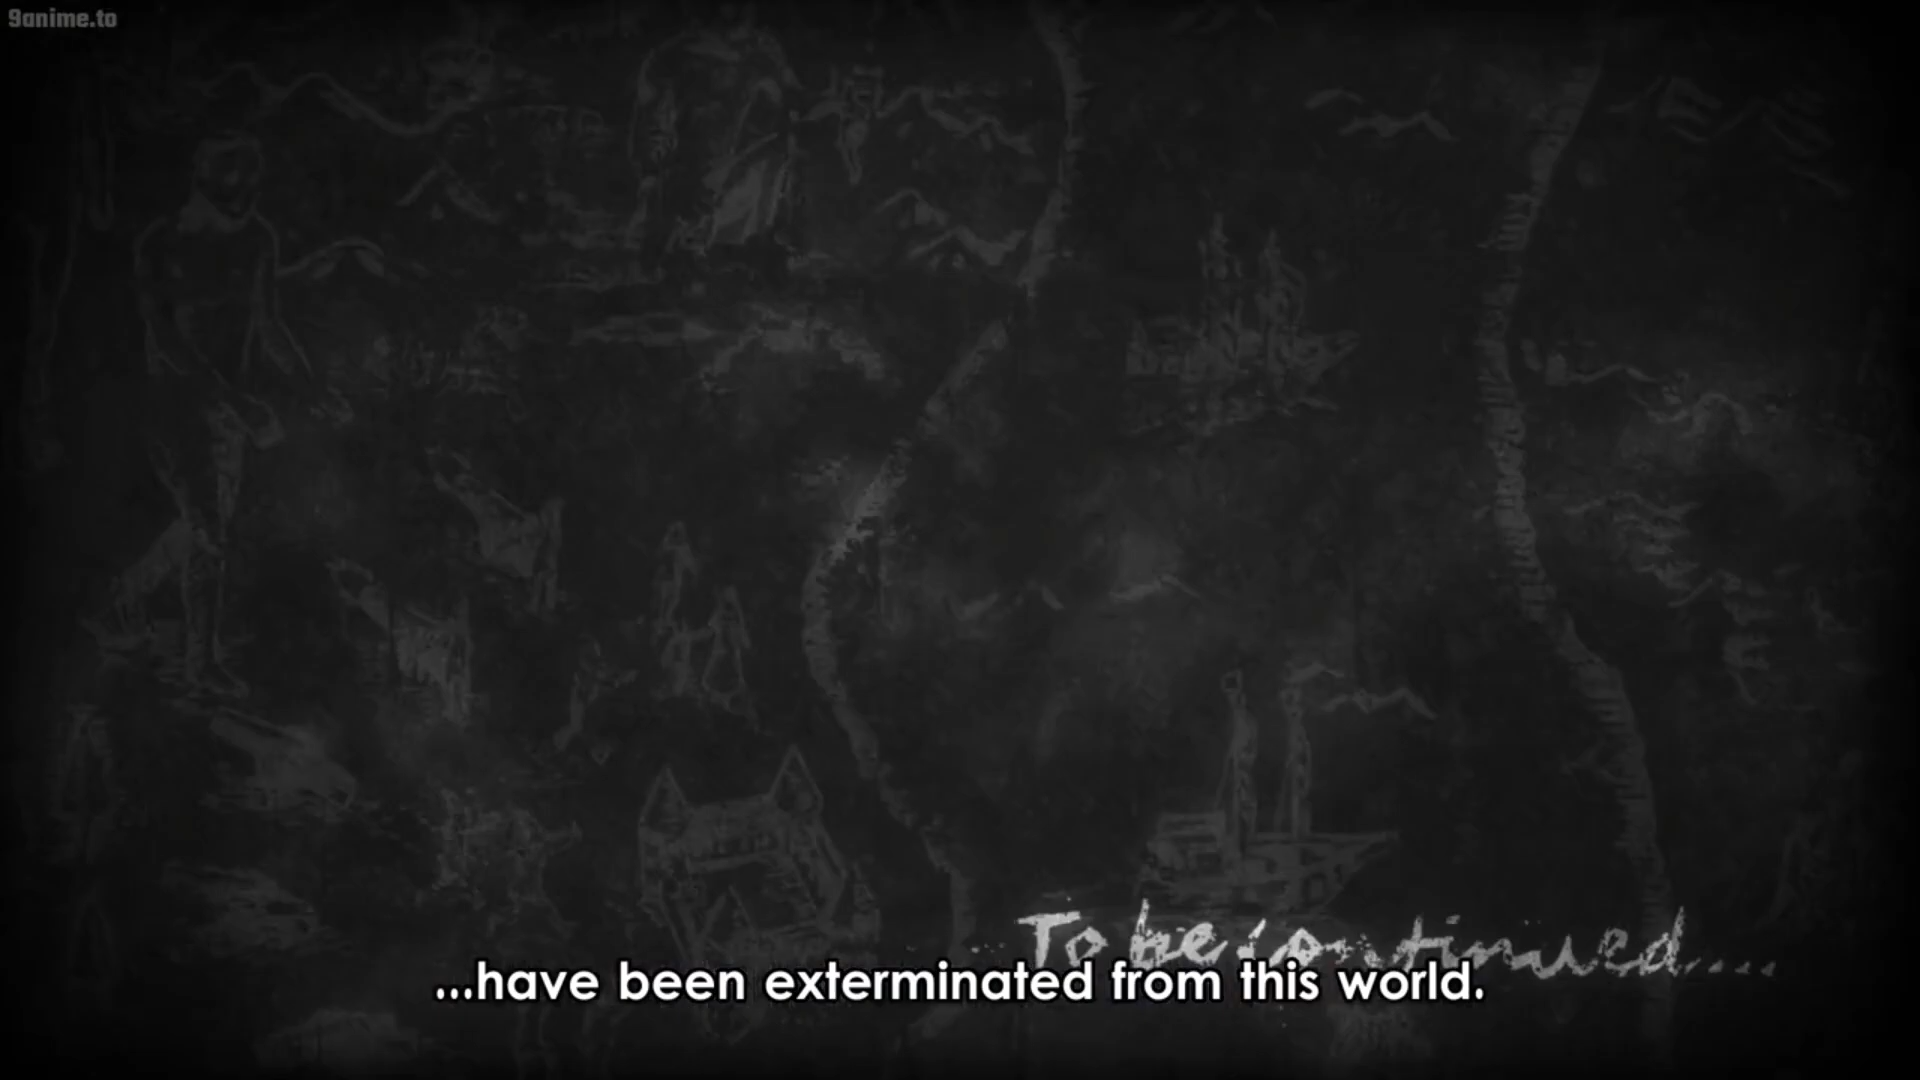 9anime.to
To be continued...
...have been exterminated from this world.